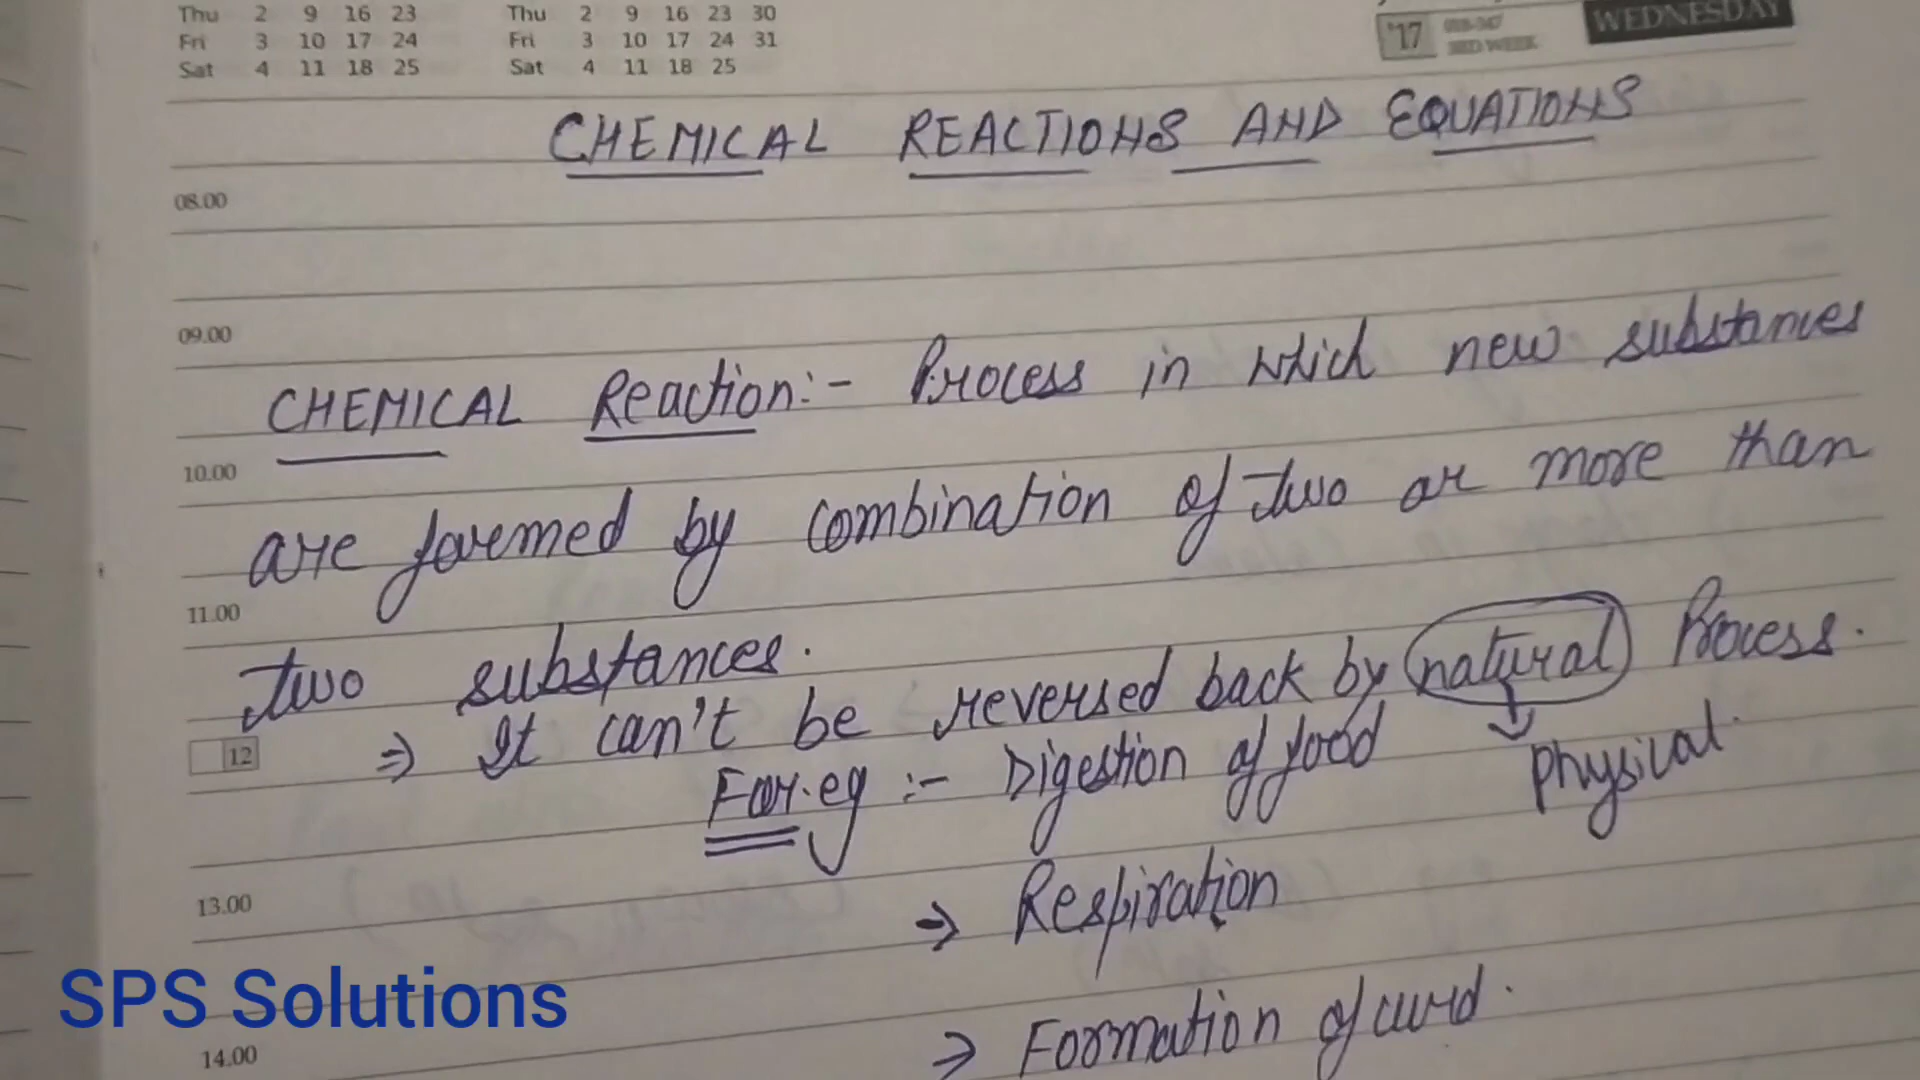 Thu 2 9 16 23 Thu 2 9 16 23 30
Fri 3 10 17 24 Fri 3 10 17 24 31
Sat 4 11 18 25 Sat 4 11 18 25
'17 WEDNESDAY
CHEMICAL REACTIONS AND EQUATIONS
08.00
09.00
CHEMICAL Reaction:- Process in which new substances
10.00
are formed by combination of two or more than
11.00
two substances.
⇒ It can't be reversed back by natural Process.
12
For.eg :- Digestion of food
physical.
⇒ Respiration
13.00
SPS Solutions
⇒ Formation of curd.
14.00